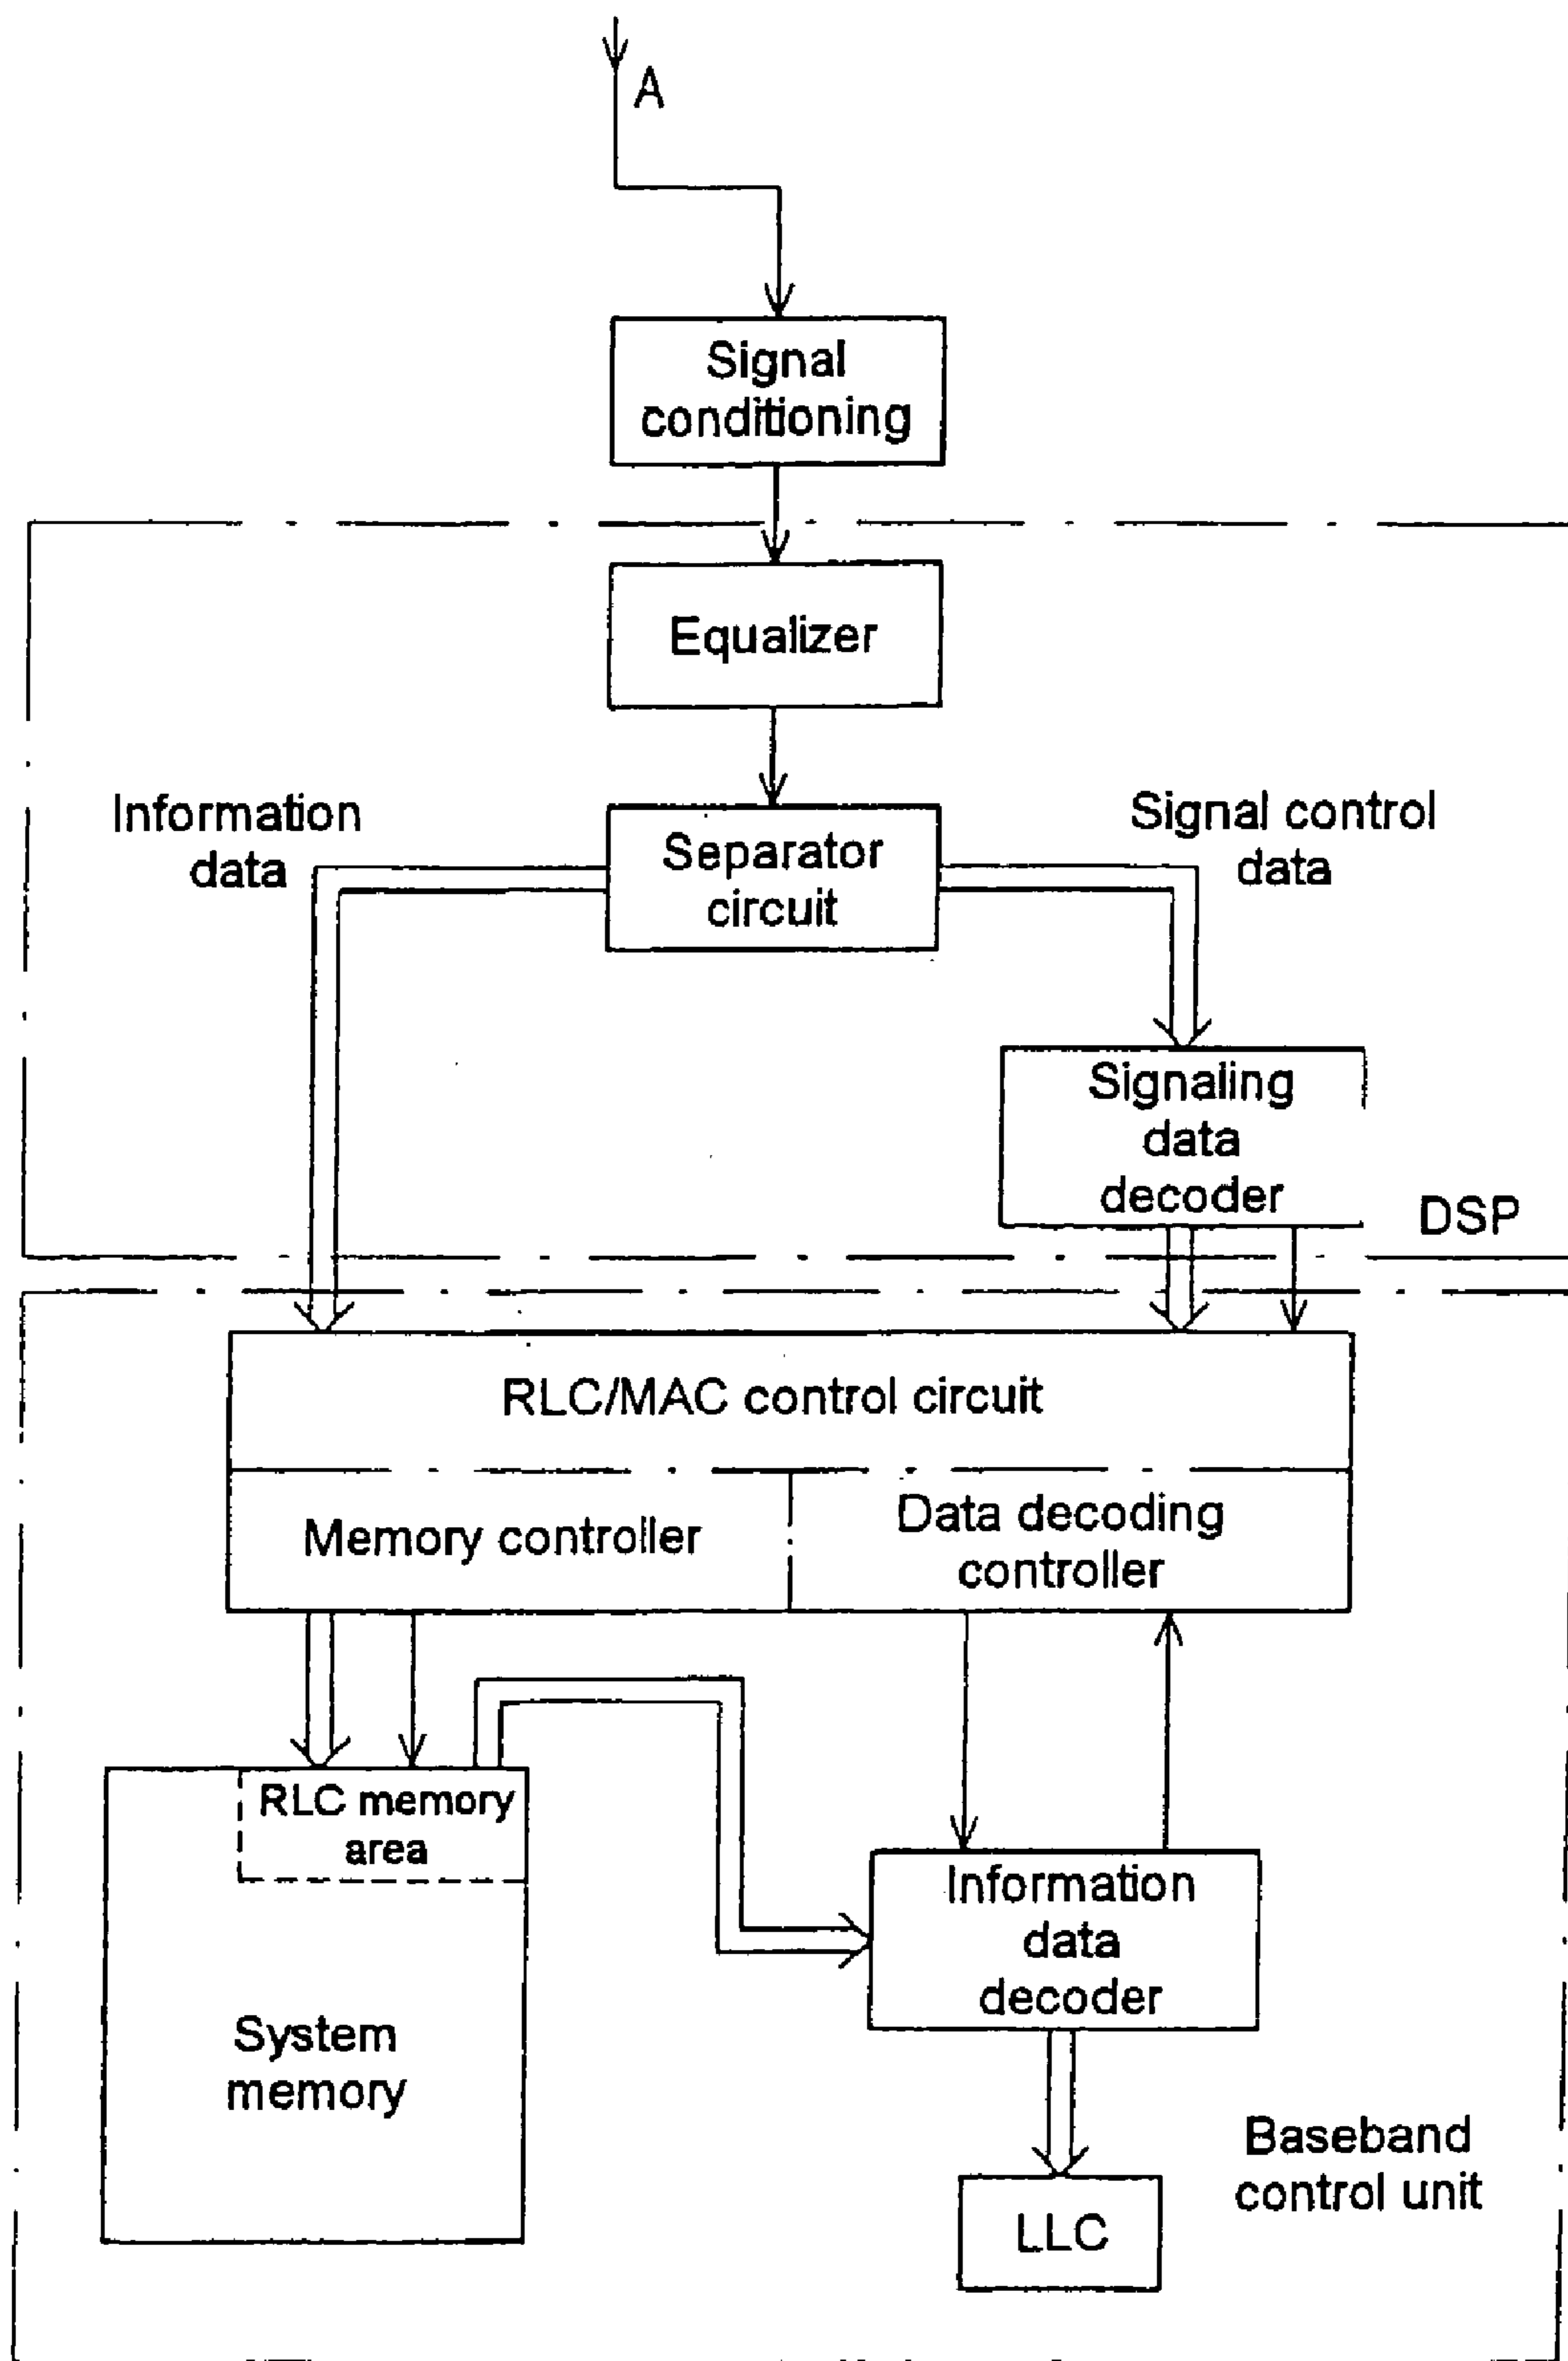 A
Signal
conditioning
Equalizer
Information
data
Separator
circuit
Signal control
data
Signaling
data
decoder
DSP
RLC/MAC control circuit
Memory controller
Data decoding
controller
RLC memory
area
System
memory
Information
data
decoder
Baseband
control unit
LLC